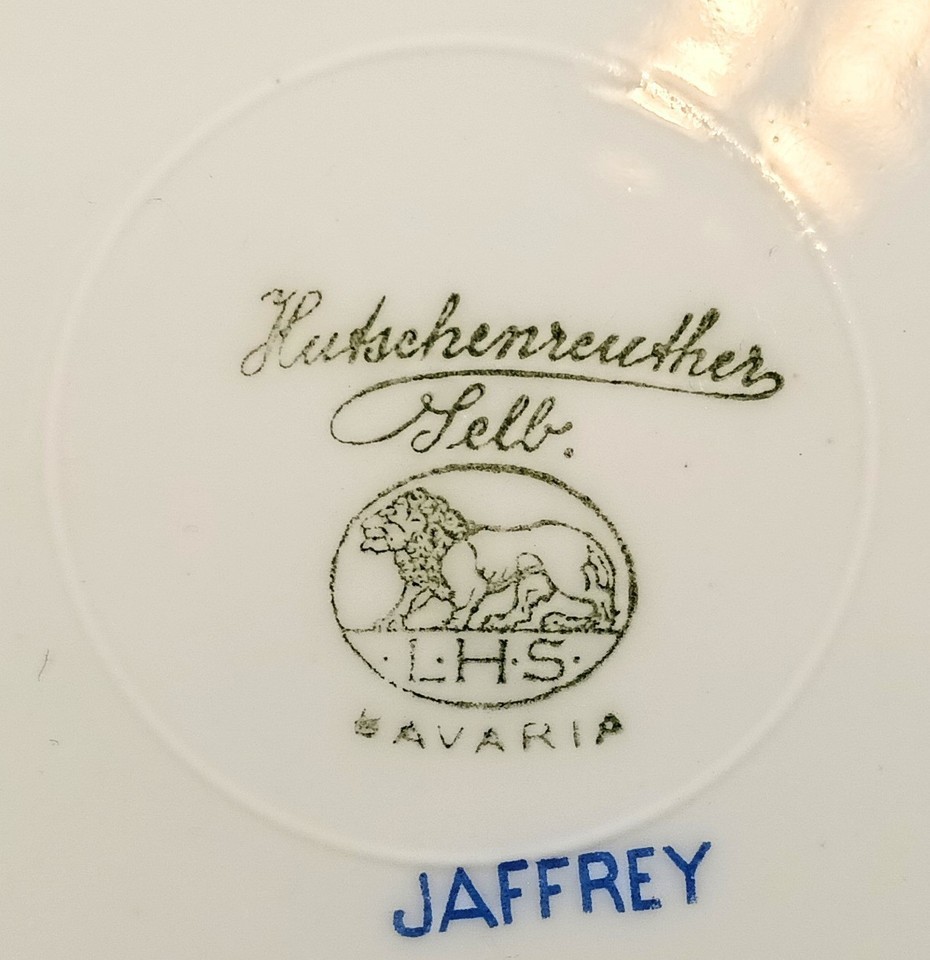 Hutschenreuther
Selb.
· L · H · S ·
BAVARIA
JAFFREY